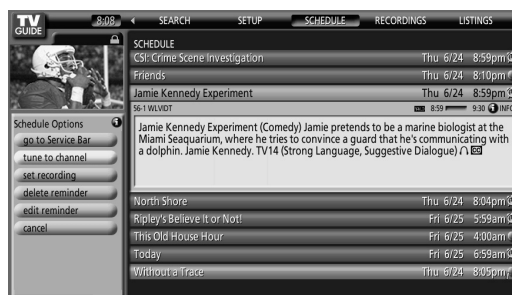 TV GUIDE
8:08
SEARCH SETUP SCHEDULE RECORDINGS LISTINGS
SCHEDULE
CSI: Crime Scene Investigation Thu 6/24 8:59pm
Friends Thu 6/24 8:10pm
Jamie Kennedy Experiment Thu 6/24 8:59pm
56-1 WLVIDT 8:59 9:30 INFO
Jamie Kennedy Experiment (Comedy) Jamie pretends to be a marine biologist at the
Miami Seaquarium, where he tries to convince a guard that he's communicating with
a dolphin. Jamie Kennedy. TV14 (Strong Language, Suggestive Dialogue) CC
North Shore Thu 6/24 8:04pm
Ripley's Believe It or Not! Fri 6/25 5:59am
This Old House Hour Fri 6/25 4:00am
Today Fri 6/25 6:59am
Without a Trace Thu 6/24 8:05pm
Schedule Options
go to Service Bar
tune to channel
set recording
delete reminder
edit reminder
cancel